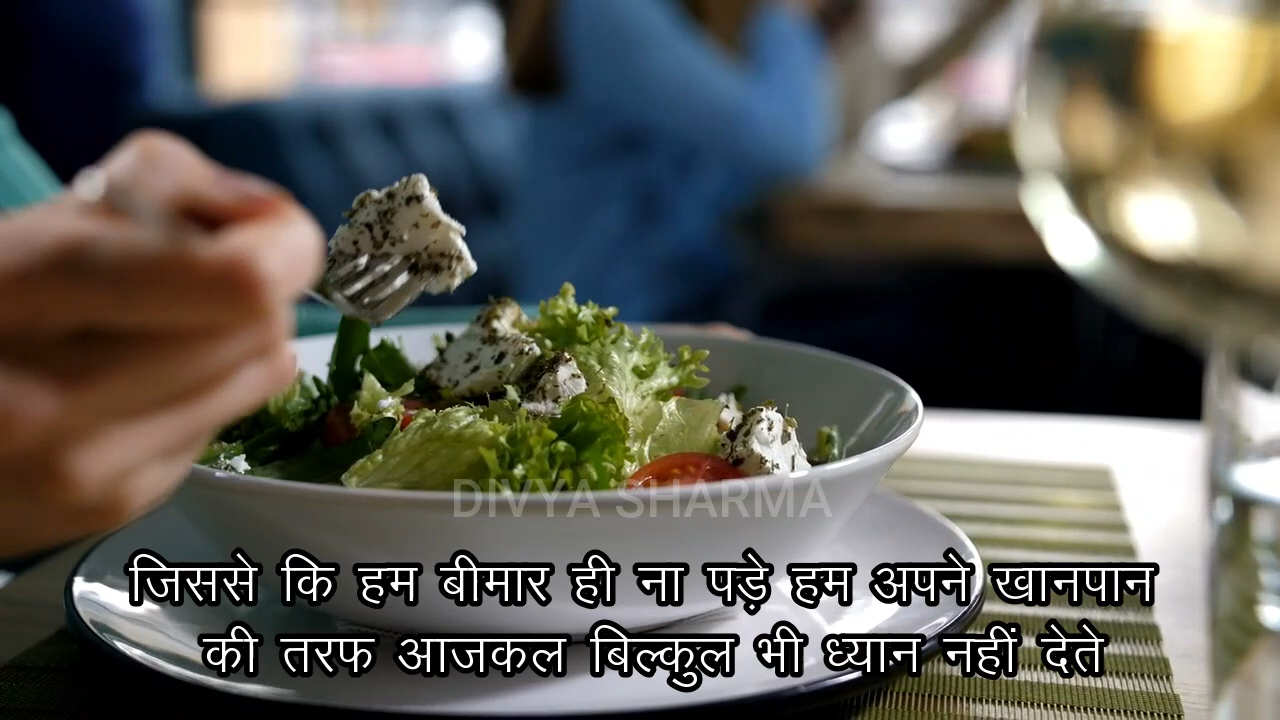 DIVYA SHARMA
जिससे कि हम बीमार ही ना पड़े हम अपने खानपान
की तरफ आजकल बिल्कुल भी ध्यान नहीं देते